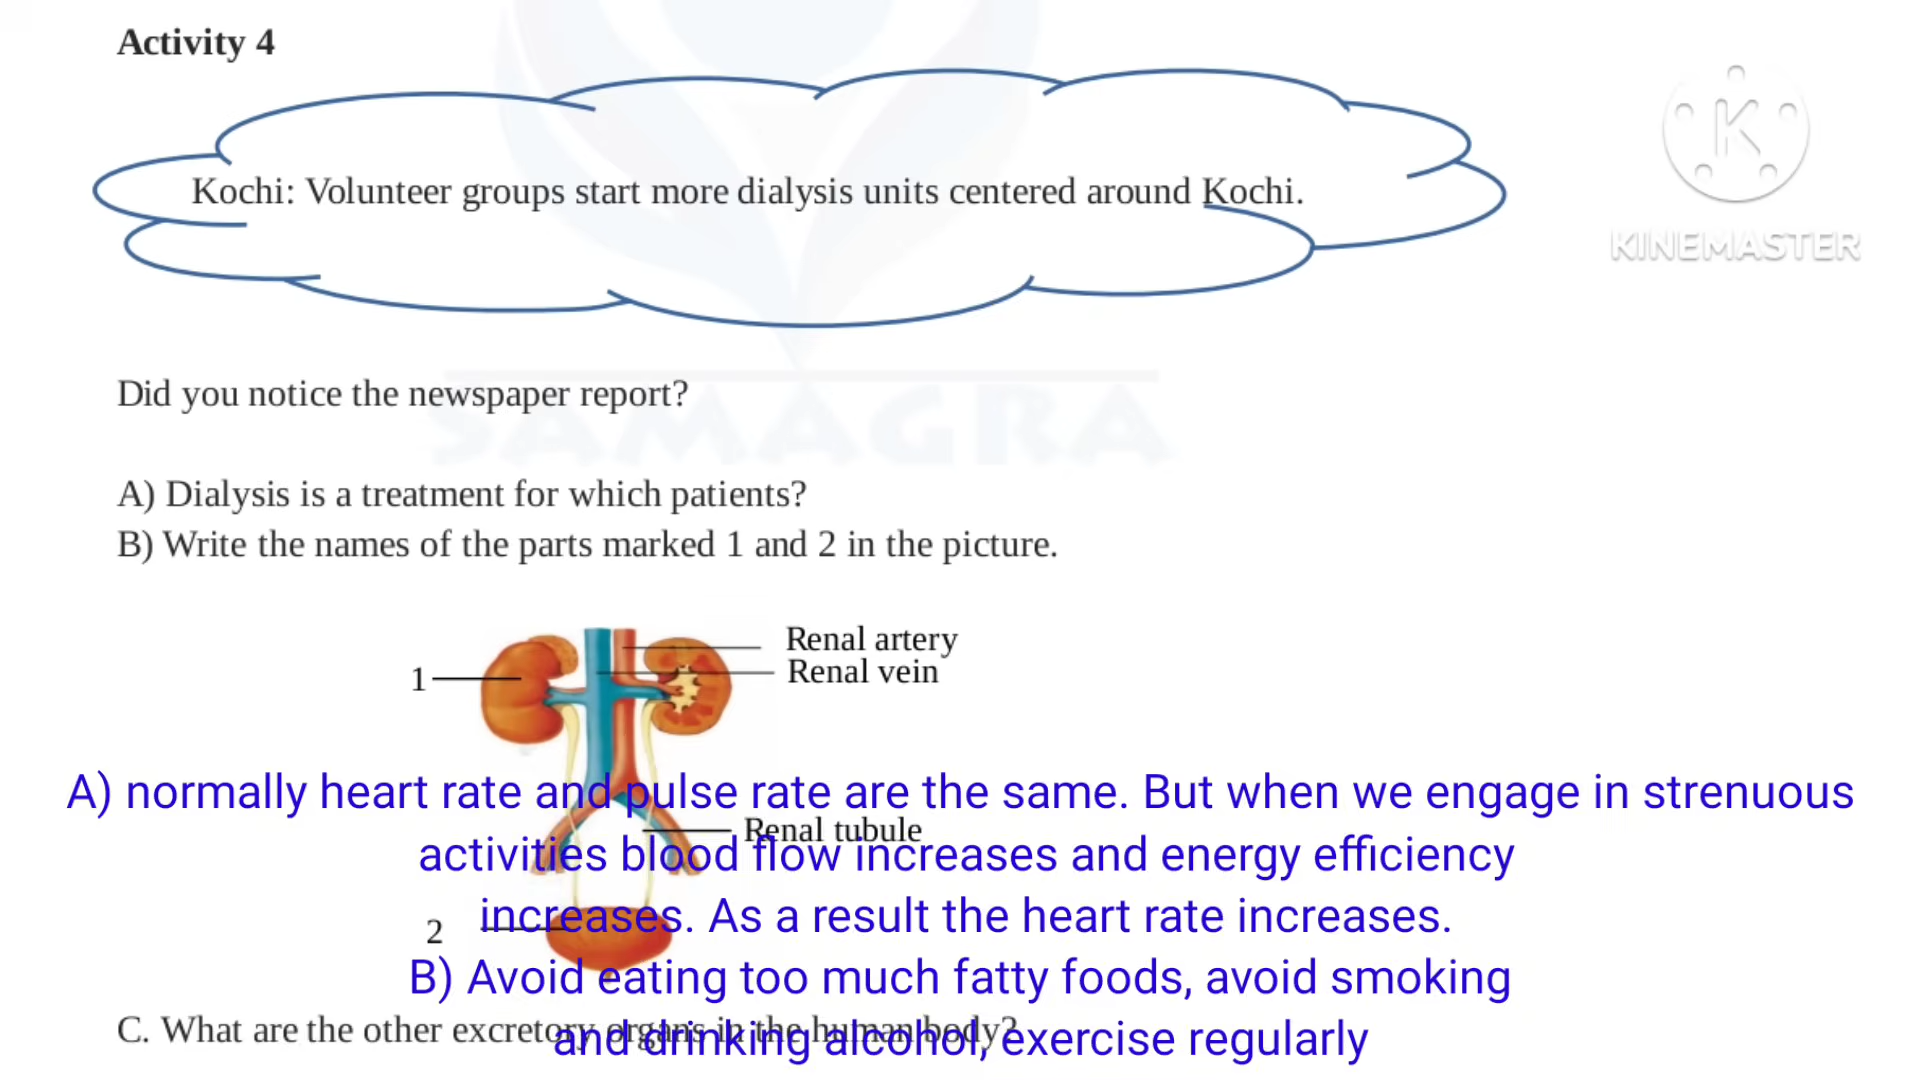 Activity 4
Kochi: Volunteer groups start more dialysis units centered around Kochi.
K
KINEMASTER
Did you notice the newspaper report?
SAMAGRA
A) Dialysis is a treatment for which patients?
B) Write the names of the parts marked 1 and 2 in the picture.
Renal artery
1
Renal vein
A) normally heart rate and pulse rate are the same. But when we engage in strenuous
Renal tubule
activities blood flow increases and energy efficiency
increases. As a result the heart rate increases.
2
B) Avoid eating too much fatty foods, avoid smoking
C. What are the other excretory organs in the human body?
and drinking alcohol, exercise regularly